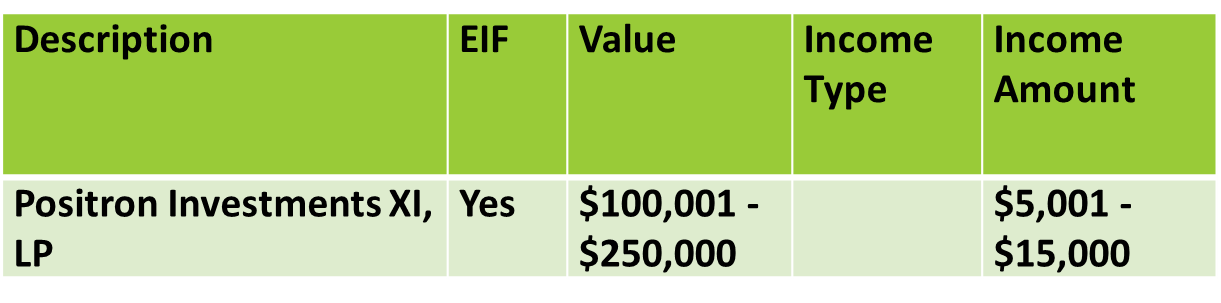 Description EIF Value Income Income
Type Amount
Positron Investments XI, Yes $100,001 - $5,001 -
LP $250,000 $15,000